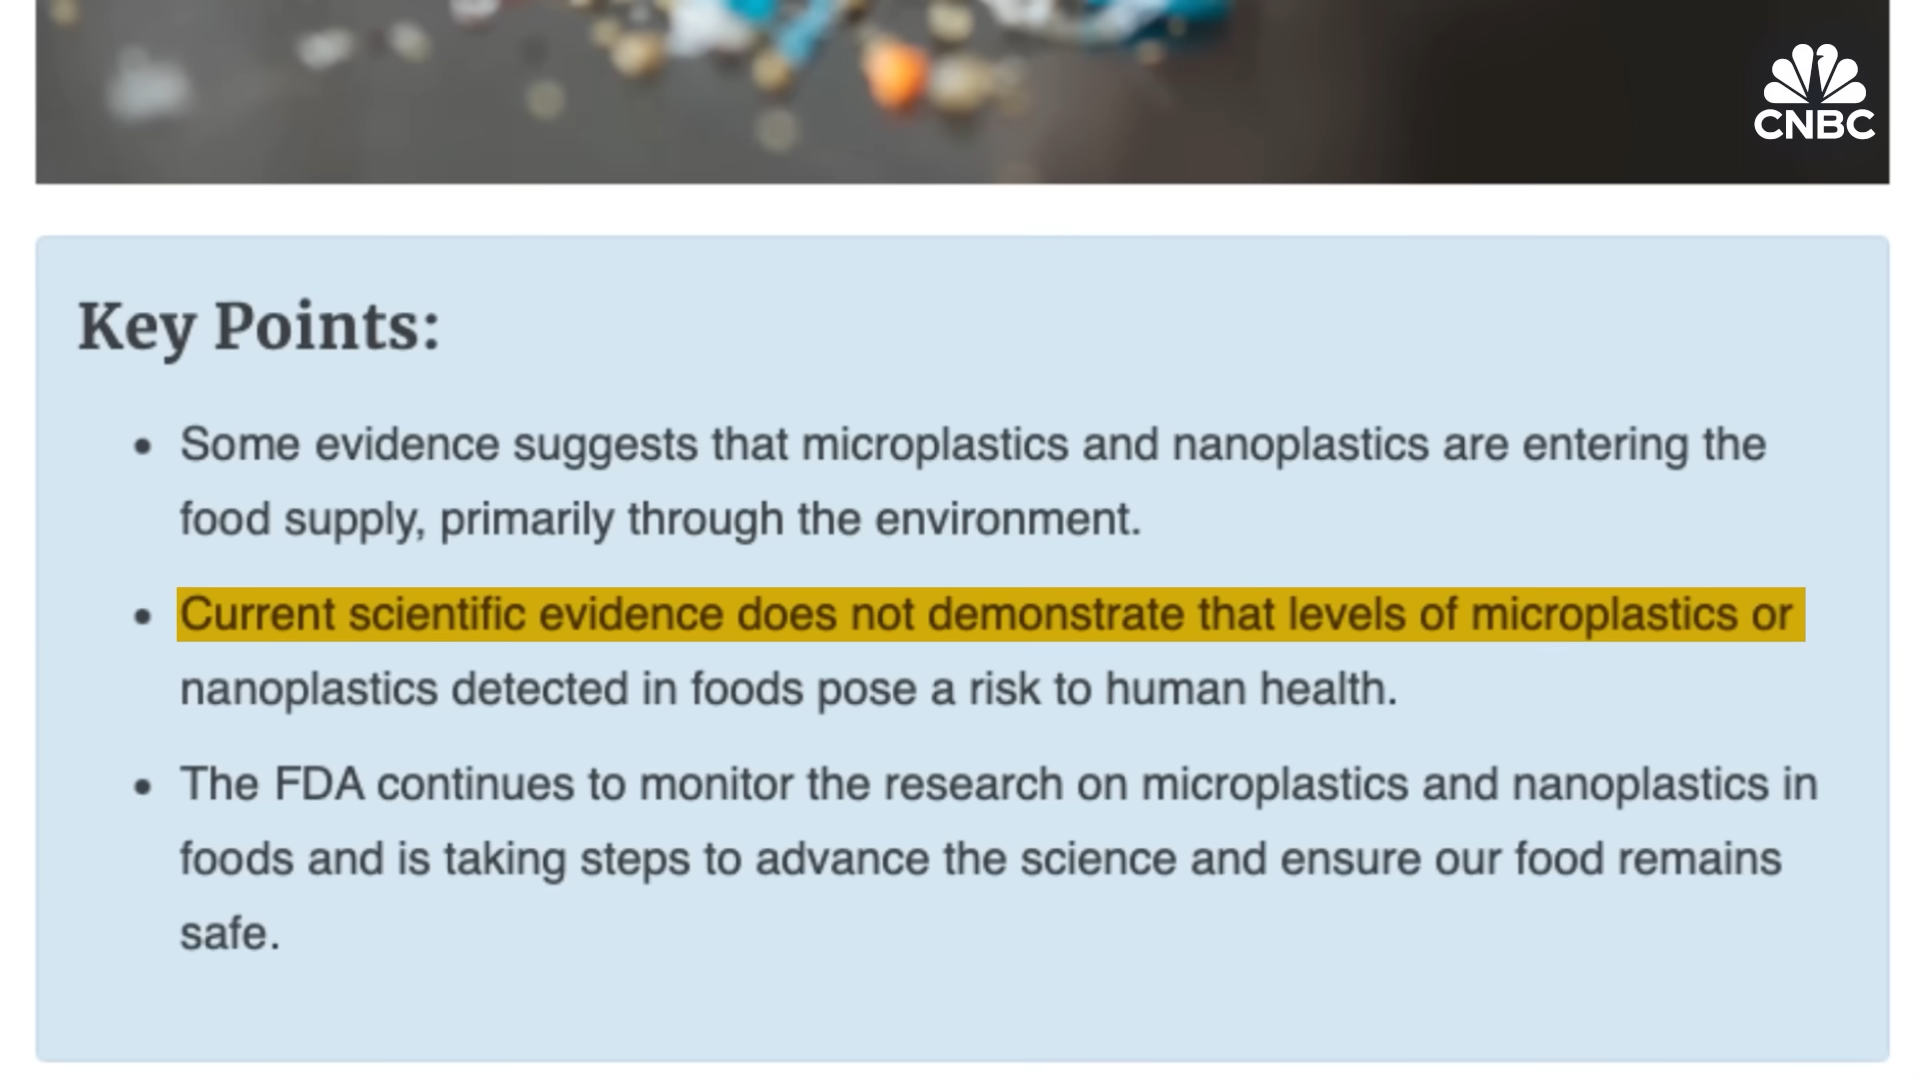 CNBC
Key Points:
Some evidence suggests that microplastics and nanoplastics are entering the
food supply, primarily through the environment.
Current scientific evidence does not demonstrate that levels of microplastics or
nanoplastics detected in foods pose a risk to human health.
The FDA continues to monitor the research on microplastics and nanoplastics in
foods and is taking steps to advance the science and ensure our food remains
safe.